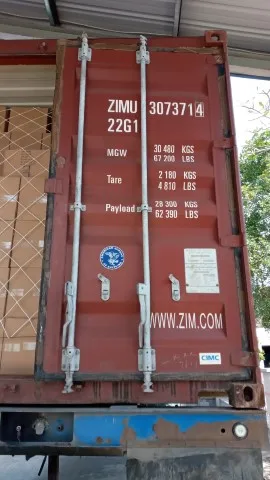 ZIMU 307371 4
22G1
MGW 30 480 KGS
67 200 LBS
Tare 2 180 KGS
4 810 LBS
Payload 28 300 KGS
62 390 LBS
WWW.ZIM.COM
CIMC